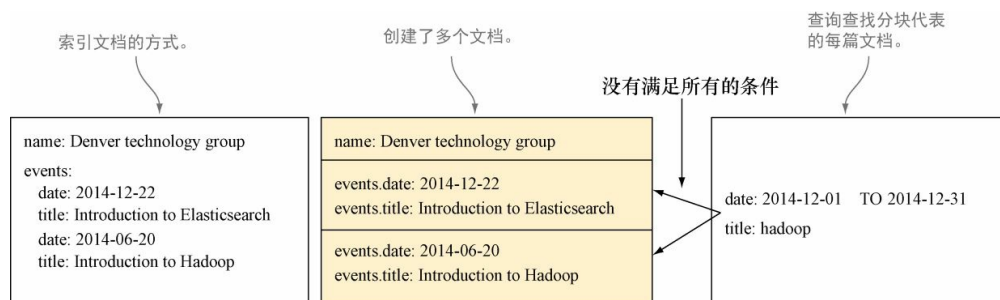 索引文档的方式。
创建了多个文档。
查询查找分块代表
的每篇文档。
没有满足所有的条件
name: Denver technology group
events:
date: 2014-12-22
title: Introduction to Elasticsearch
date: 2014-06-20
title: Introduction to Hadoop
name: Denver technology group
events.date: 2014-12-22
events.title: Introduction to Elasticsearch
events.date: 2014-06-20
events.title: Introduction to Hadoop
date: 2014-12-01 TO 2014-12-31
title: hadoop